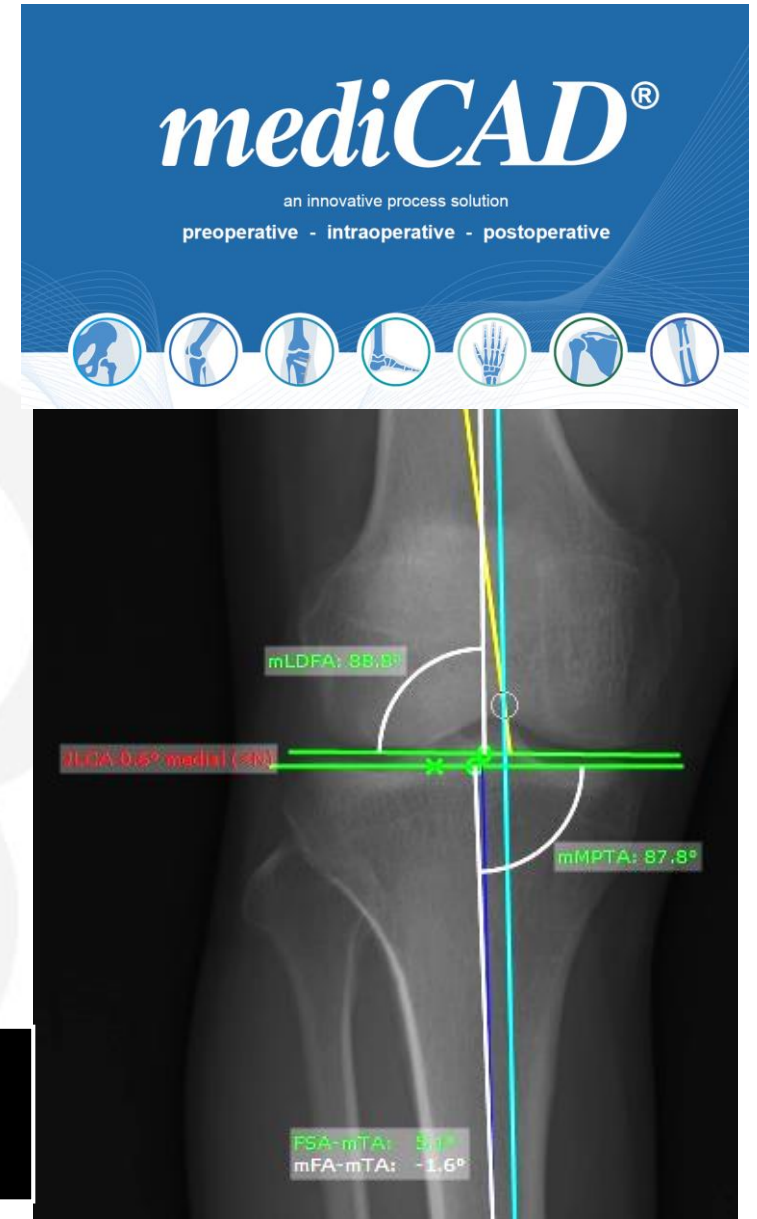 mediCAD®
an innovative process solution
preoperative - intraoperative - postoperative
mLDFA: 88.8°
JLCA 0.6° medial (<N)
mMPTA: 87.8°
FSA-mTA:
mFA-mTA: -1.6°